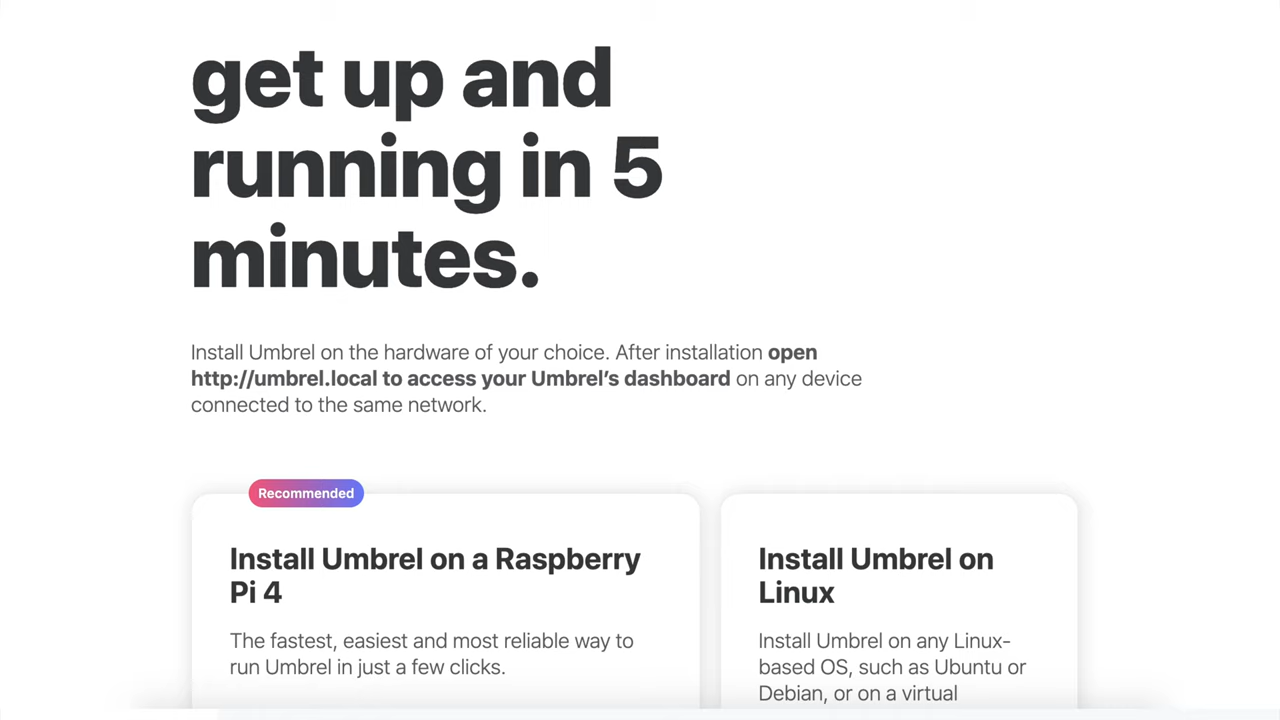 get up and
running in 5
minutes.
Install Umbrel on the hardware of your choice. After installation open
http://umbrel.local to access your Umbrel’s dashboard on any device
connected to the same network.
Recommended
Install Umbrel on a Raspberry
Pi 4
The fastest, easiest and most reliable way to
run Umbrel in just a few clicks.
Install Umbrel on
Linux
Install Umbrel on any Linux-
based OS, such as Ubuntu or
Debian, or on a virtual